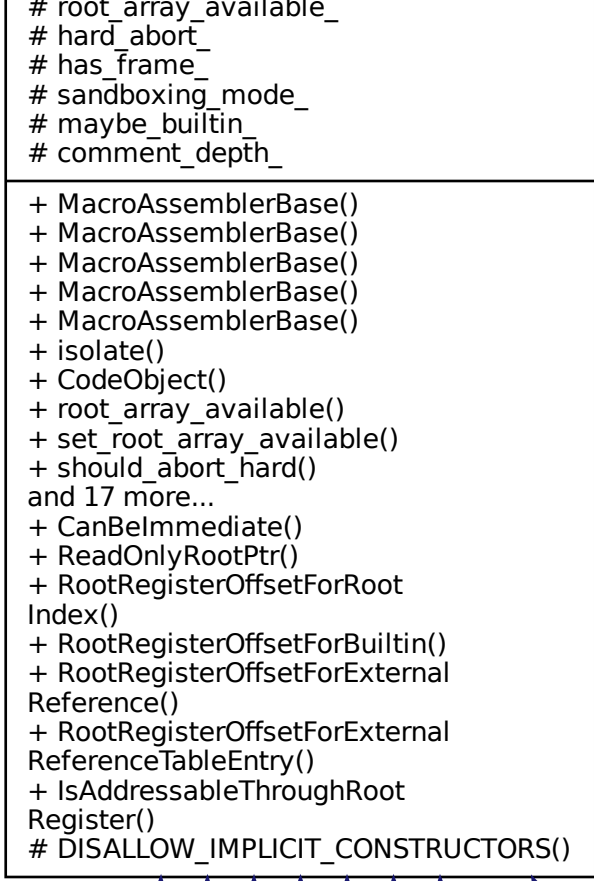 # root_array_available_
# hard_abort_
# has_frame_
# sandboxing_mode_
# maybe_builtin_
# comment_depth_
+ MacroAssemblerBase()
+ MacroAssemblerBase()
+ MacroAssemblerBase()
+ MacroAssemblerBase()
+ MacroAssemblerBase()
+ isolate()
+ CodeObject()
+ root_array_available()
+ set_root_array_available()
+ should_abort_hard()
and 17 more...
+ CanBeImmediate()
+ ReadOnlyRootPtr()
+ RootRegisterOffsetForRoot
Index()
+ RootRegisterOffsetForBuiltin()
+ RootRegisterOffsetForExternal
Reference()
+ RootRegisterOffsetForExternal
ReferenceTableEntry()
+ IsAddressableThroughRoot
Register()
# DISALLOW_IMPLICIT_CONSTRUCTORS()